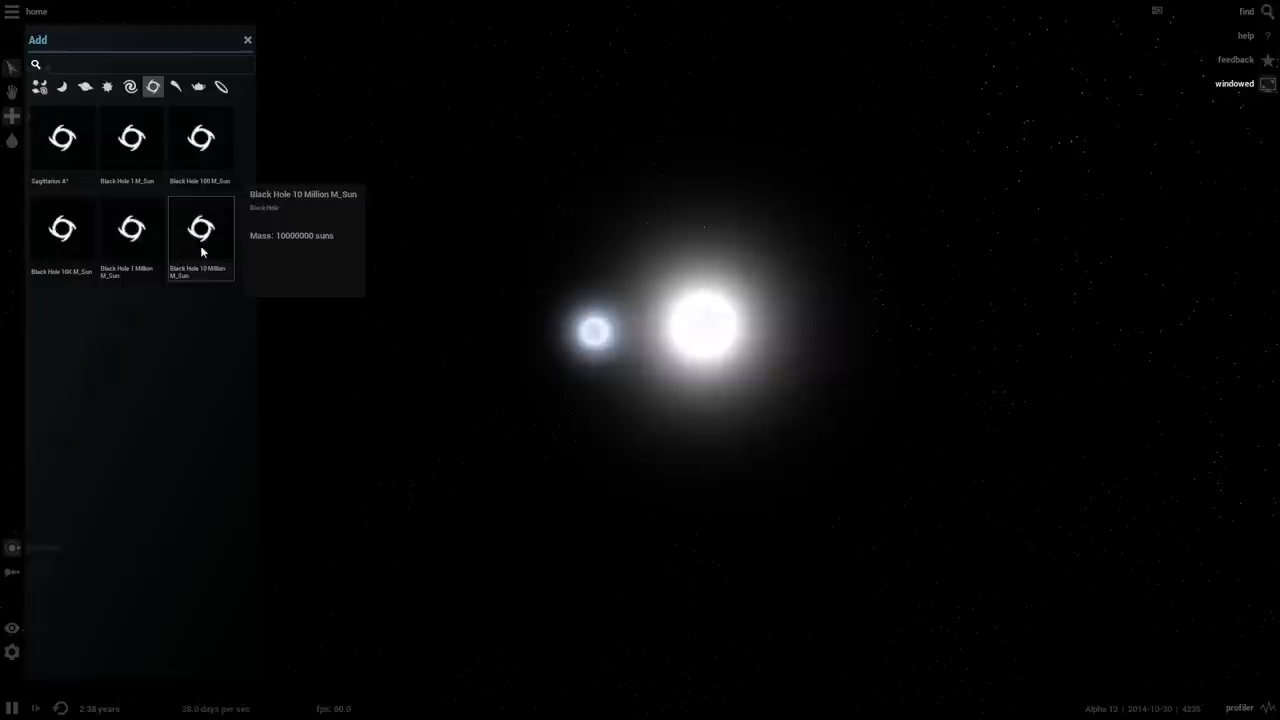 home
find
help ?
feedback
windowed
Add
Sagittarius A*
Black Hole 1 M_Sun
Black Hole 100 M_Sun
Black Hole 10K M_Sun
Black Hole 1 Million
M_Sun
Black Hole 10 Million
M_Sun
Black Hole 10 Million M_Sun
Black Hole
Mass: 10000000 suns
2.38 years
28.0 days per sec
fps: 60.0
Alpha 12 | 2014-10-30 | 4235
profiler